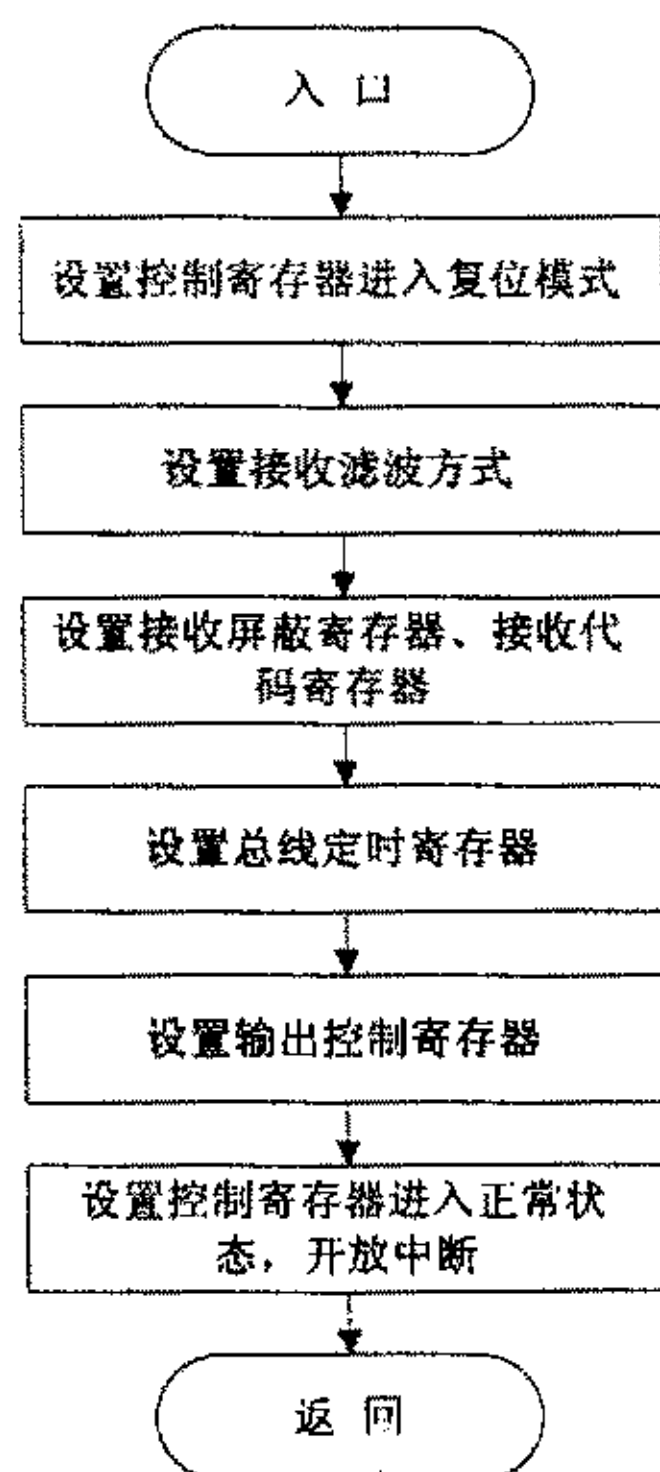 入 口
设置控制寄存器进入复位模式
设置接收滤波方式
设置接收屏蔽寄存器、接收代
码寄存器
设置总线定时寄存器
设置输出控制寄存器
设置控制寄存器进入正常状
态，开放中断
返 回